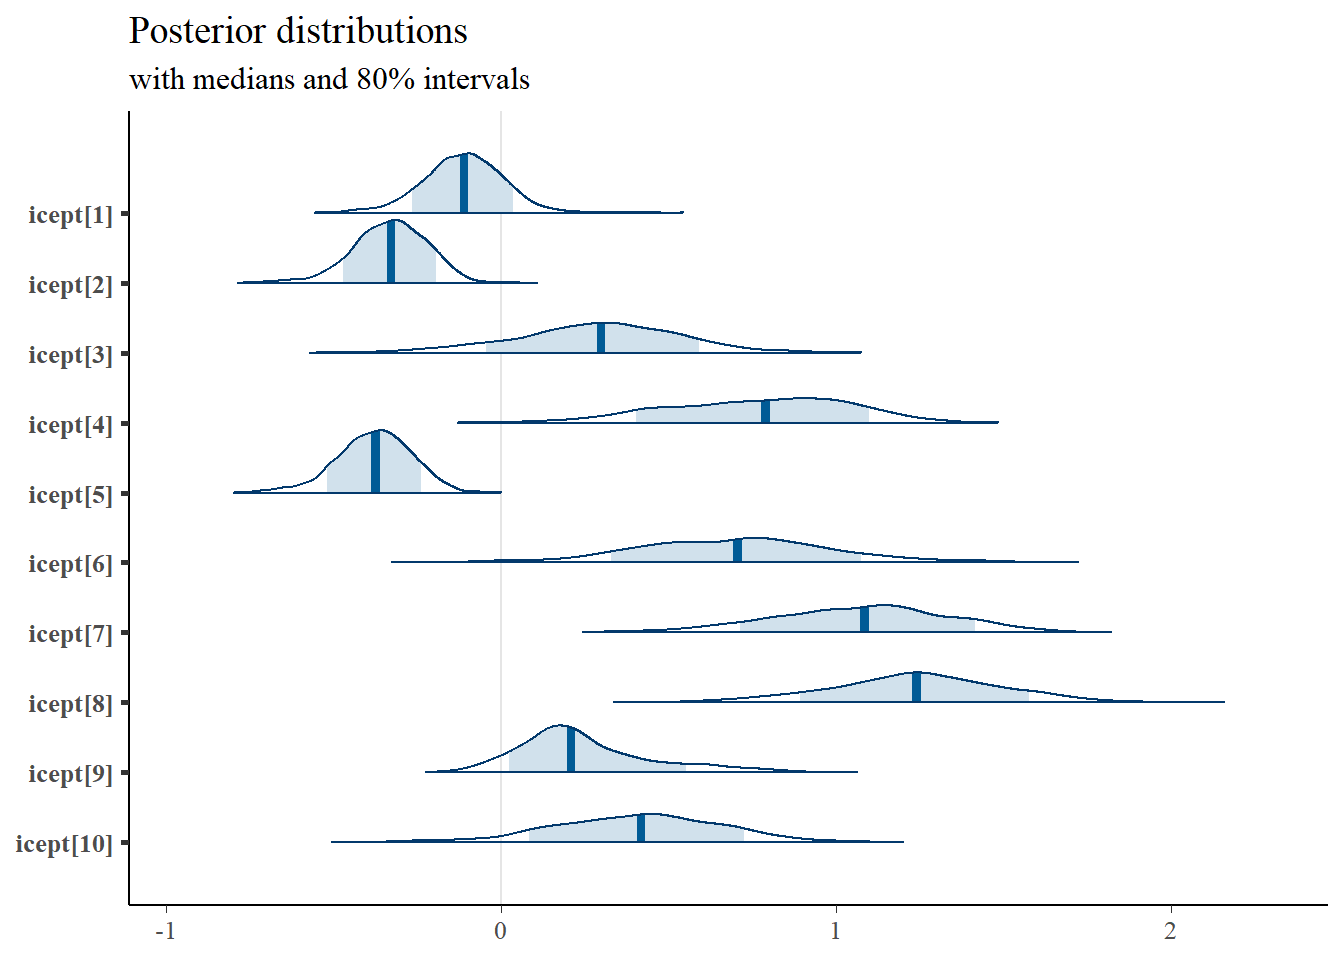 Posterior distributions
with medians and 80% intervals
icept[1]
icept[2]
icept[3]
icept[4]
icept[5]
icept[6]
icept[7]
icept[8]
icept[9]
icept[10]
-1 0 1 2